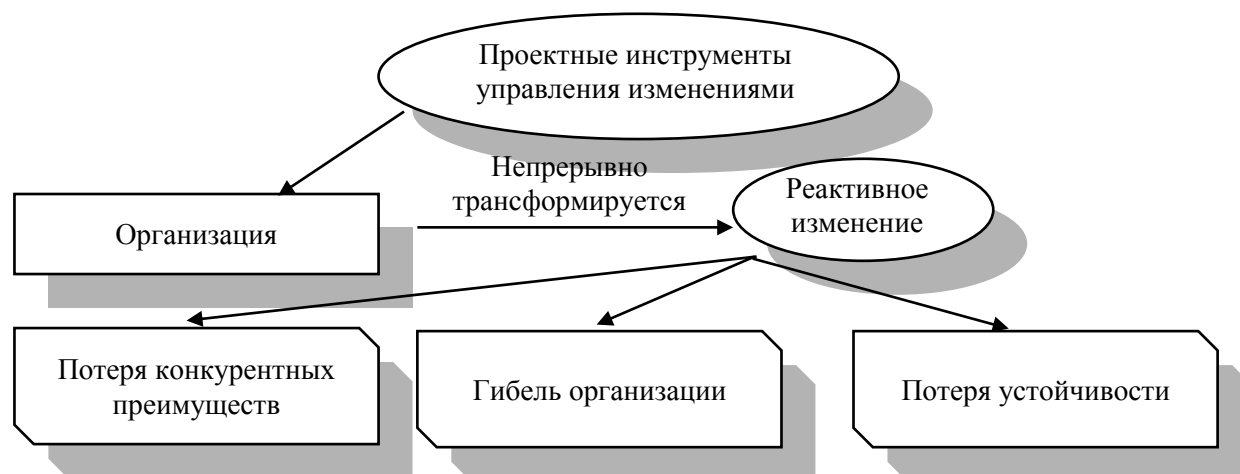 Проектные инструменты
управления изменениями
Непрерывно
трансформируется
Реактивное
изменение
Организация
Потеря конкурентных
преимуществ
Гибель организации
Потеря устойчивости